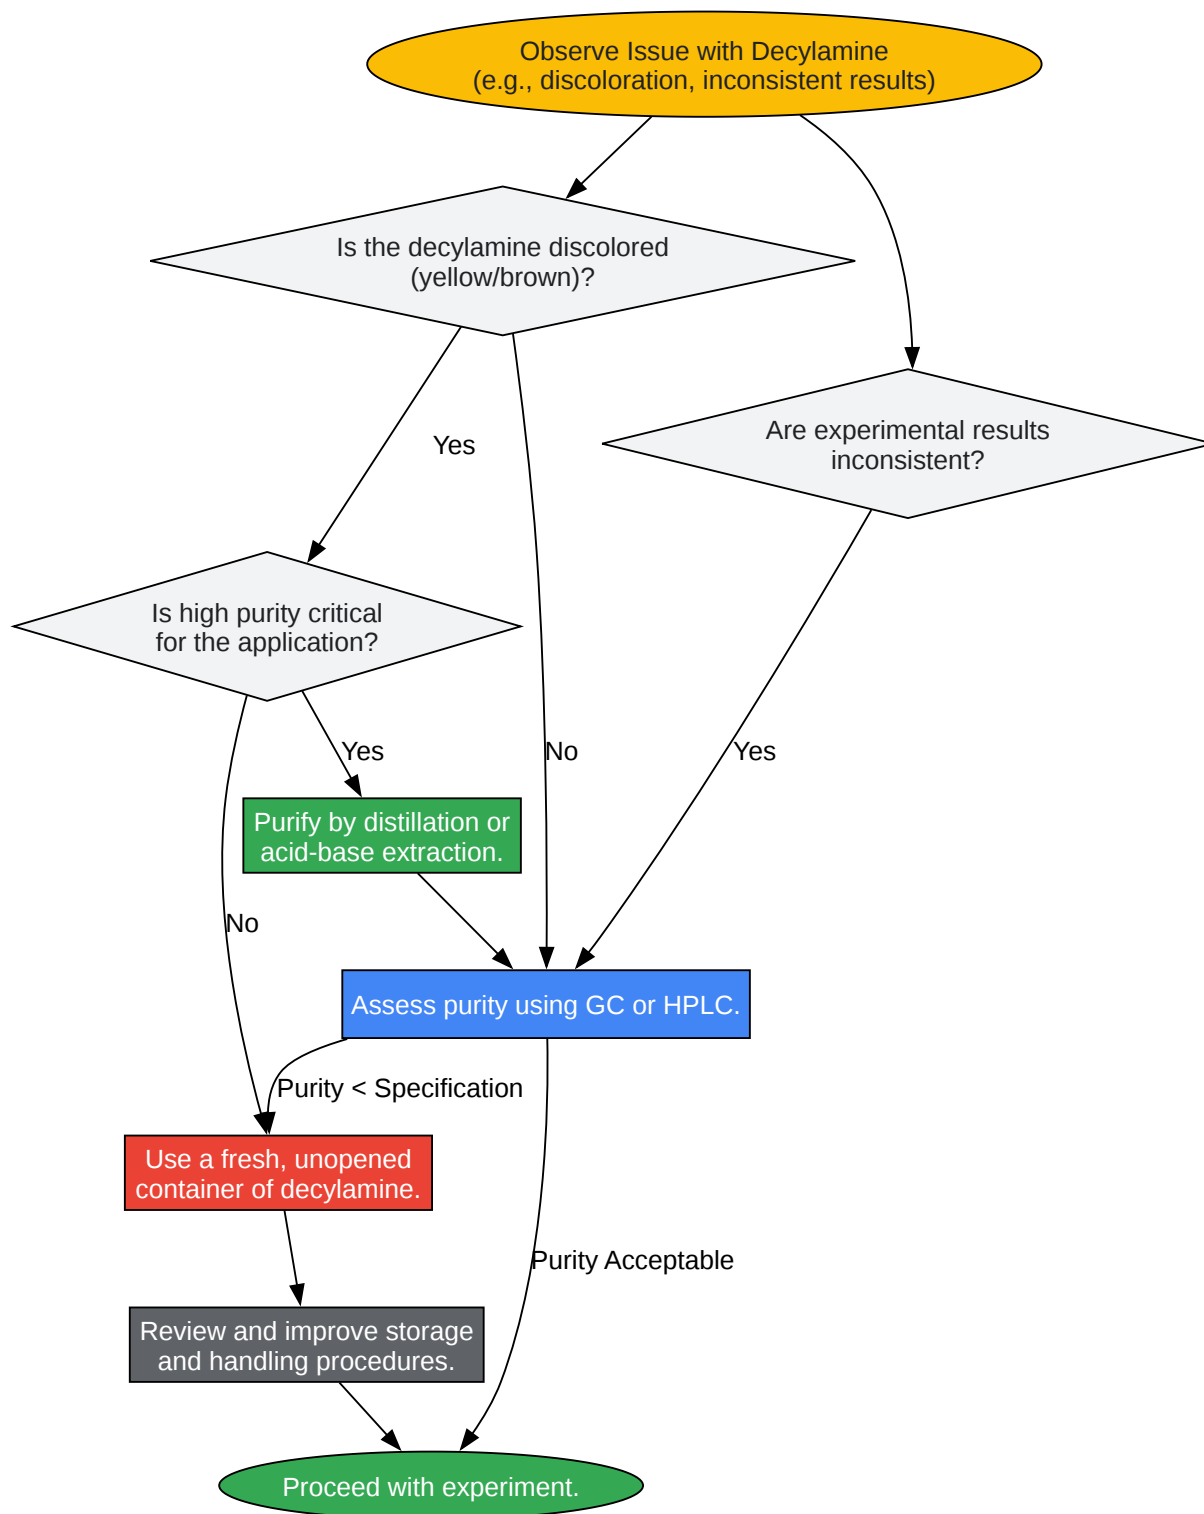 Observe Issue with Decylamine
(e.g., discoloration, inconsistent results)
Is the decylamine discolored
(yellow/brown)?
Are experimental results
inconsistent?
Yes
Is high purity critical
for the application?
Yes
No
Yes
Purify by distillation or
acid-base extraction.
No
Assess purity using GC or HPLC.
Purity < Specification
Use a fresh, unopened
container of decylamine.
Purity Acceptable
Review and improve storage
and handling procedures.
Proceed with experiment.